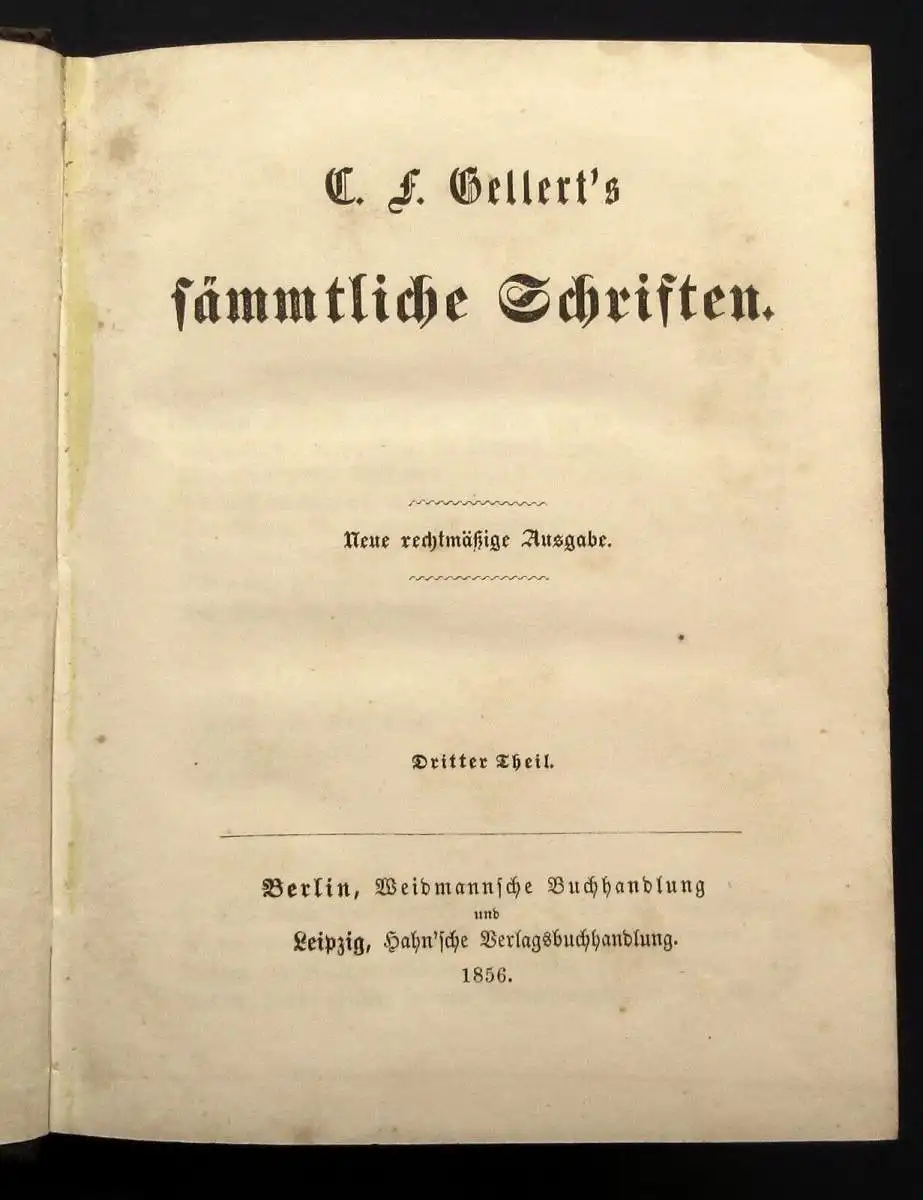 C. F. Gellert's
sämmtliche Schriften.
Neue rechtmäßige Ausgabe.
Dritter Theil.
Berlin, Weidmannsche Buchhandlung
und
Leipzig, Hahn'sche Verlagsbuchhandlung.
1856.